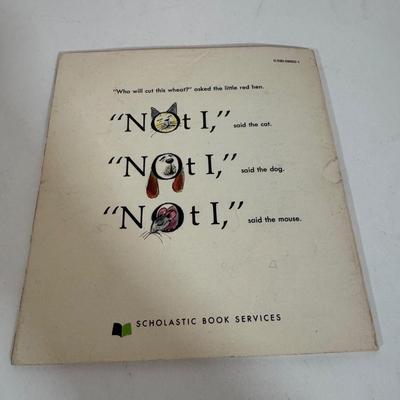 "Who will cut this wheat?" asked the little red hen.
"Not I," said the cat.
"Not I," said the dog.
"Not I," said the mouse.
SCHOLASTIC BOOK SERVICES